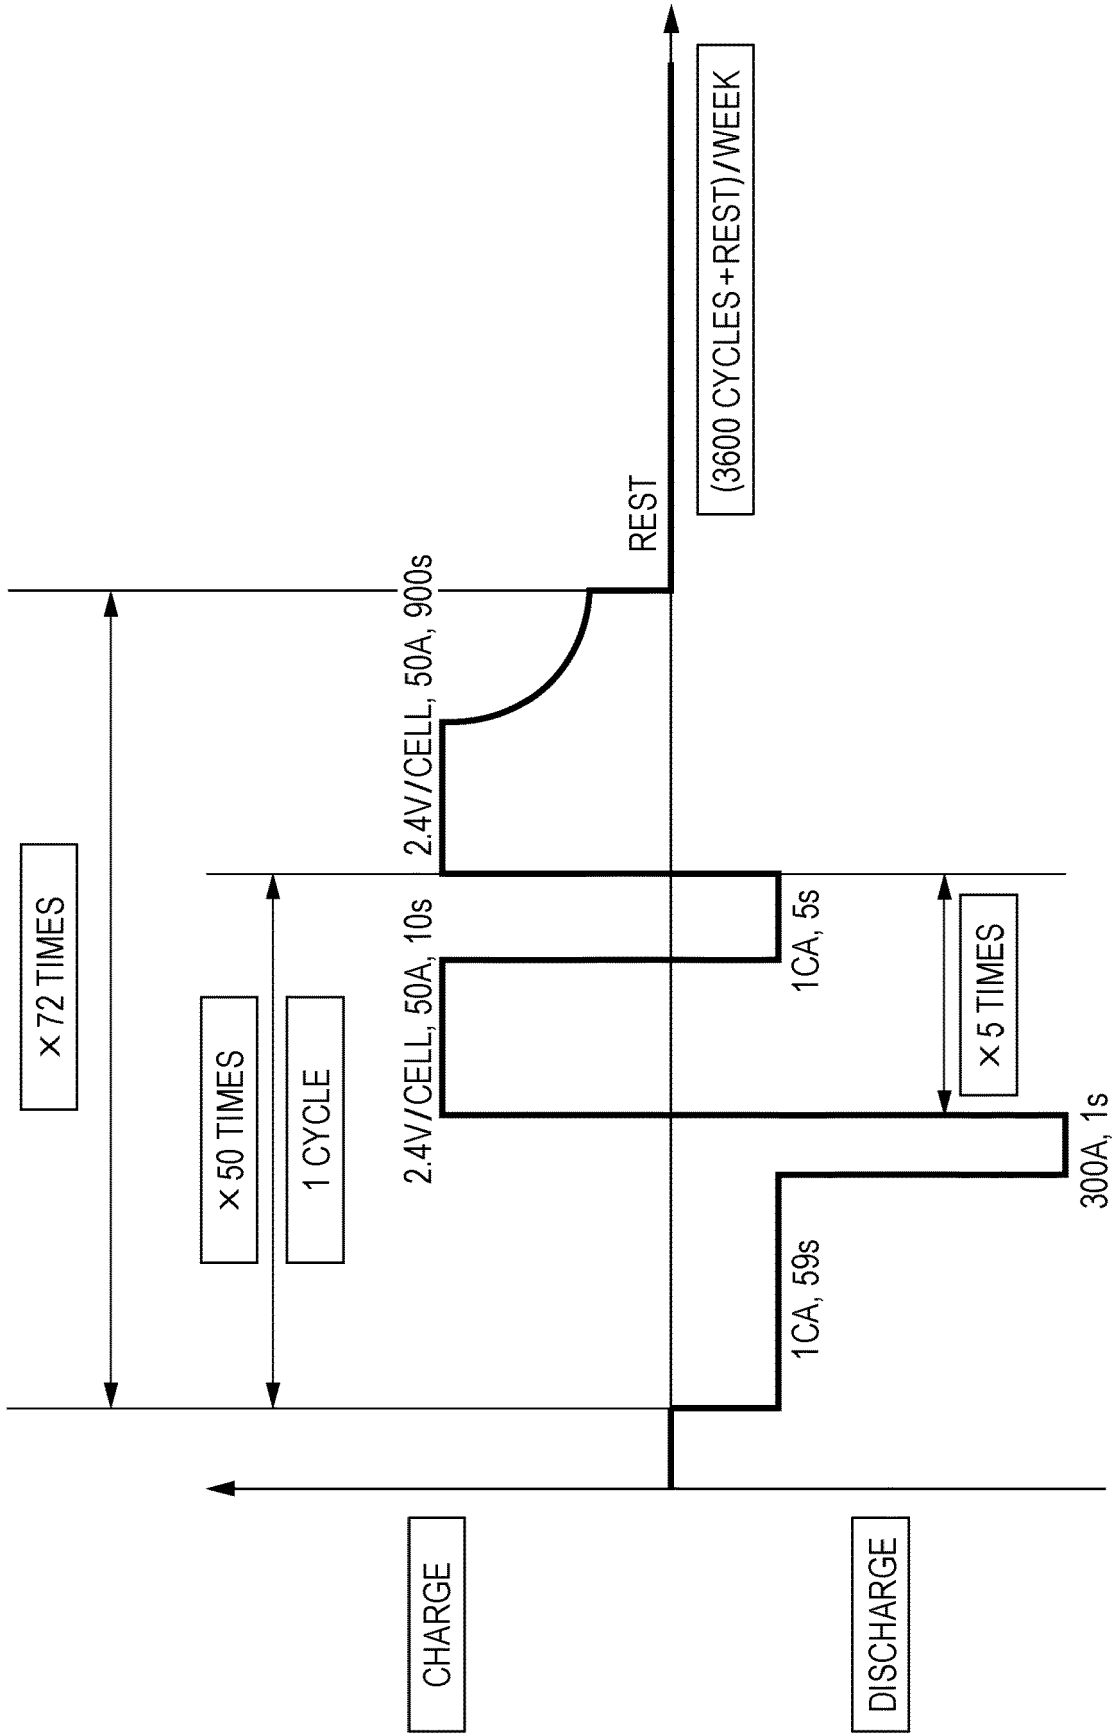 × 72 TIMES
× 50 TIMES
1 CYCLE
CHARGE
2.4V/CELL, 50A, 10s
2.4V/CELL, 50A, 900s
REST
(3600 CYCLES+REST)/WEEK
1CA, 59s
1CA, 5s
DISCHARGE
× 5 TIMES
300A, 1s